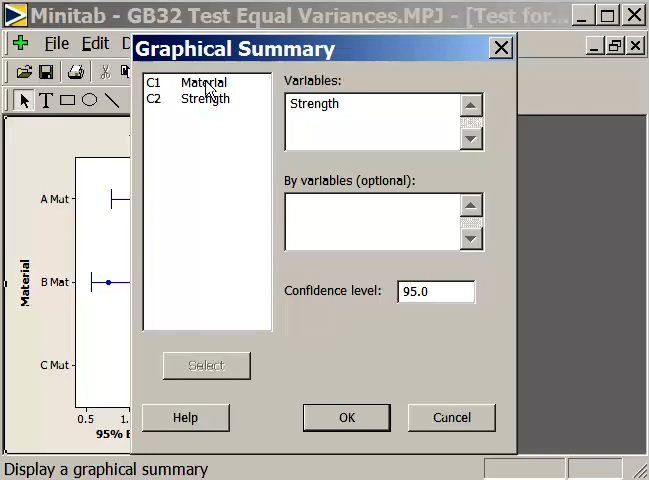 Minitab - GB32 Test Equal Variances.MPJ - [Test for...
File Edit D
Graphical Summary
C1 Material
C2 Strength
Variables:
Strength
By variables (optional):
Confidence level: 95.0
Select
Help OK Cancel
T
Material
A Mat
B Mat
C Mat
0.5 1.
95%
Display a graphical summary